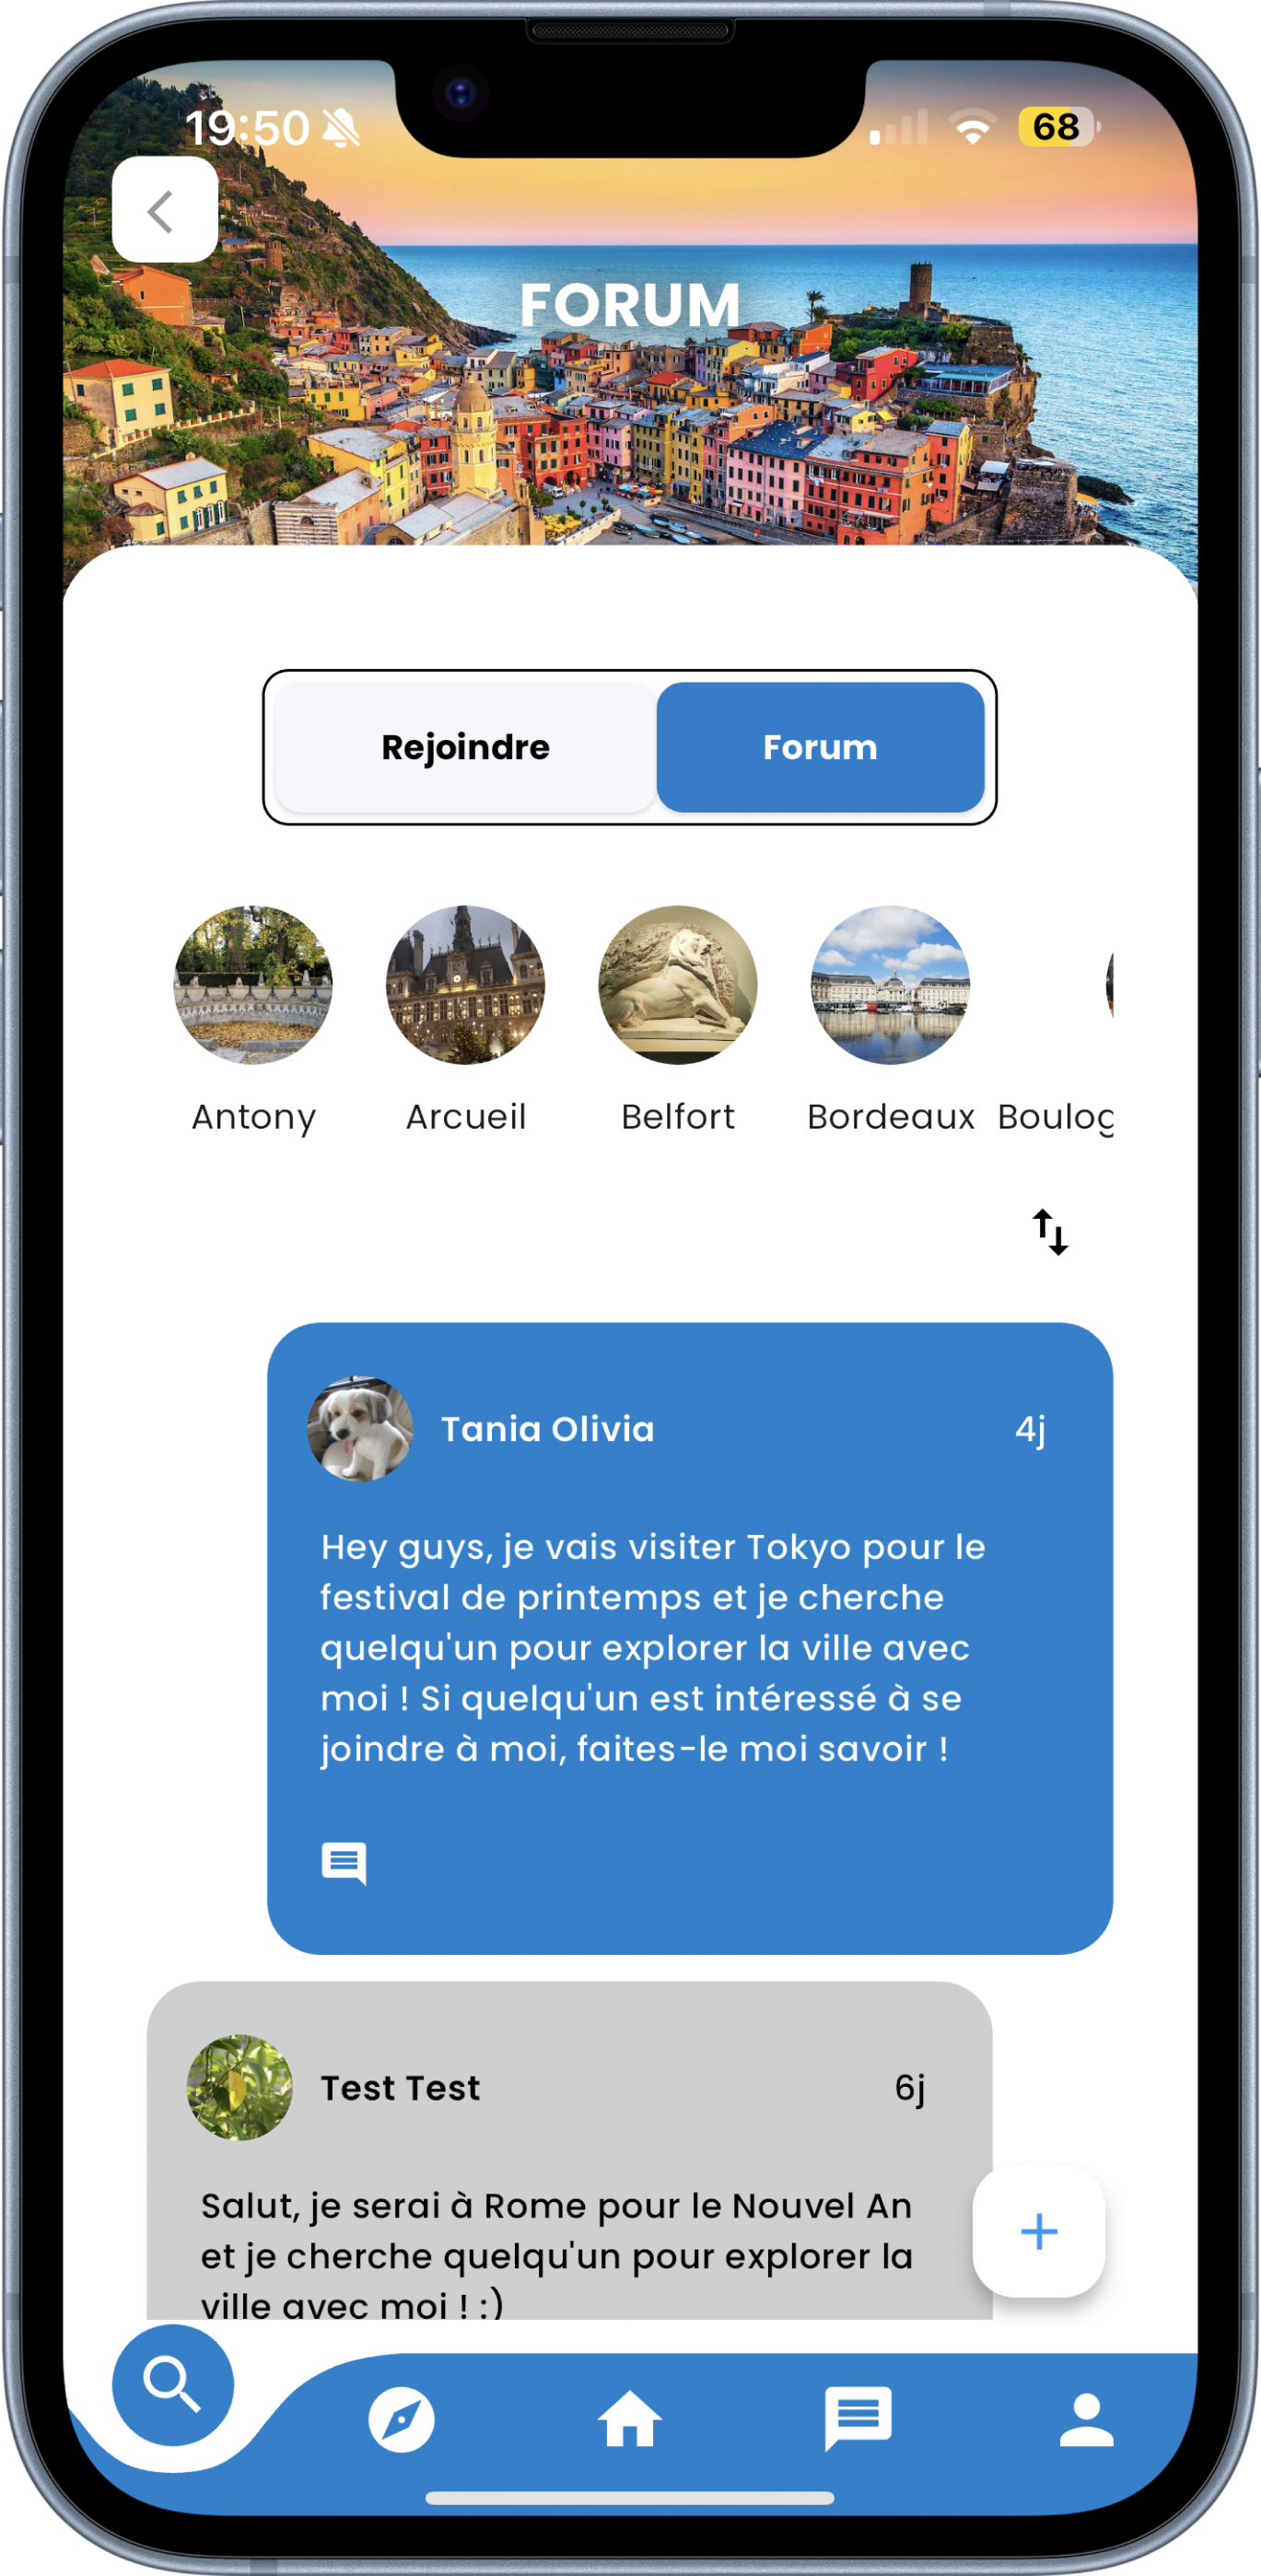 19:50
68
FORUM
Rejoindre
Forum
Antony
Arcueil
Belfort
Bordeaux
Boulog
Tania Olivia
4j
Hey guys, je vais visiter Tokyo pour le
festival de printemps et je cherche
quelqu'un pour explorer la ville avec
moi ! Si quelqu'un est intéressé à se
joindre à moi, faites-le moi savoir !
Test Test
6j
Salut, je serai à Rome pour le Nouvel An
et je cherche quelqu'un pour explorer la
ville avec moi ! :)